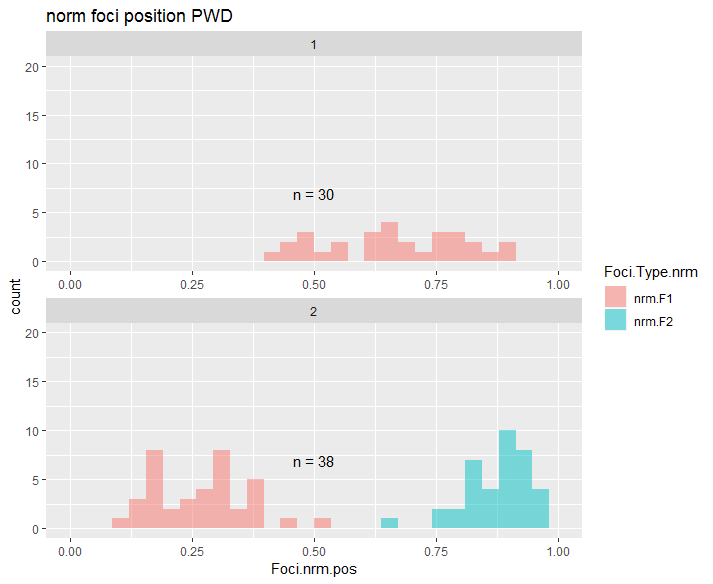 norm foci position PWD
1
20
15
10
5
0
n = 30
0.00 0.25 0.50 0.75 1.00
count
2
20
15
10
5
0
n = 38
0.00 0.25 0.50 0.75 1.00
Foci.nrm.pos
Foci.Type.nrm
nrm.F1
nrm.F2